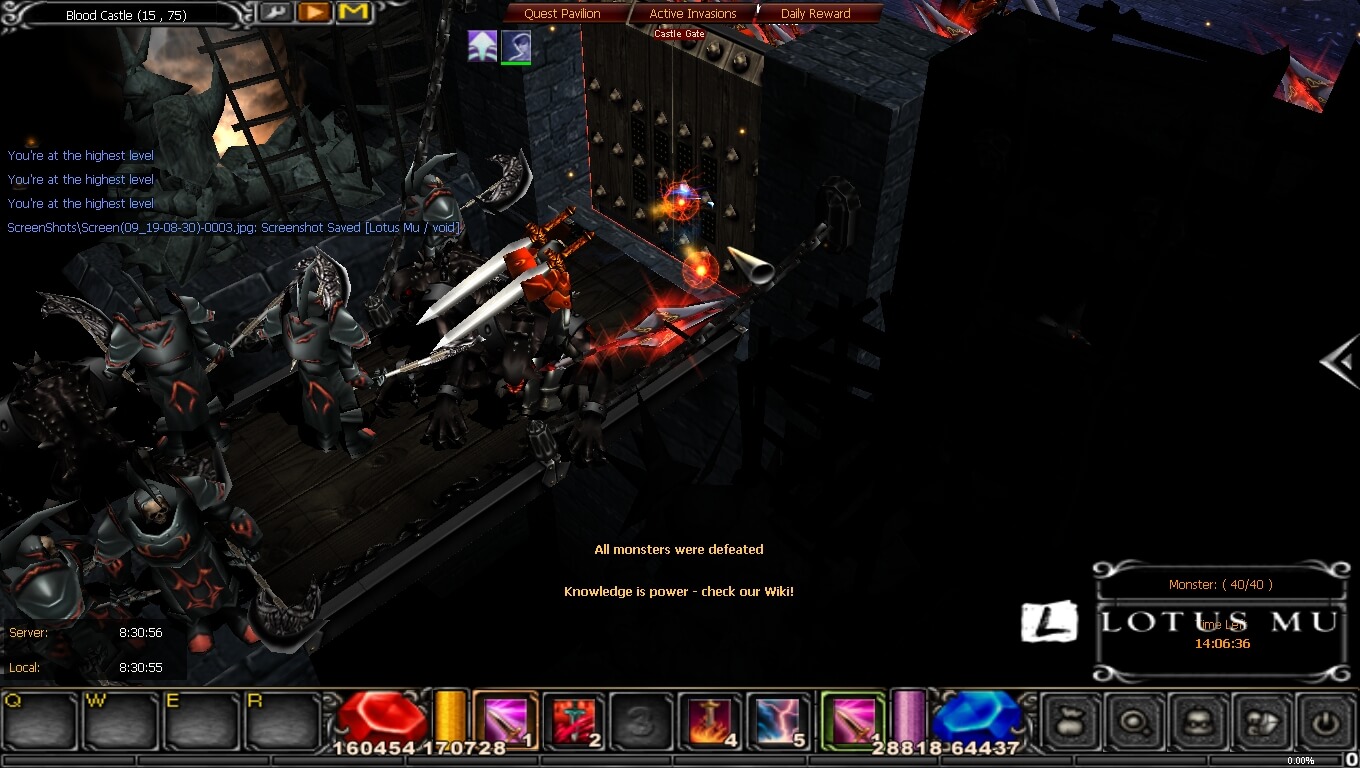 Blood Castle (15 , 75)
Quest Pavilion
Active Invasions
Daily Reward
Castle Gate
You're at the highest level
You're at the highest level
You're at the highest level
ScreenShots\Screen(09_19-08-30)-0003.jpg: Screenshot Saved [Lotus Mu / void]
All monsters were defeated
Knowledge is power - check our Wiki!
Monster: ( 40/40 )
LOTUS MU
Time Left
14:06:36
Server: 8:30:56
Local: 8:30:55
Q W E R
160454 170728 1 2 3 4 5 1 28818 64437
0.00% 0